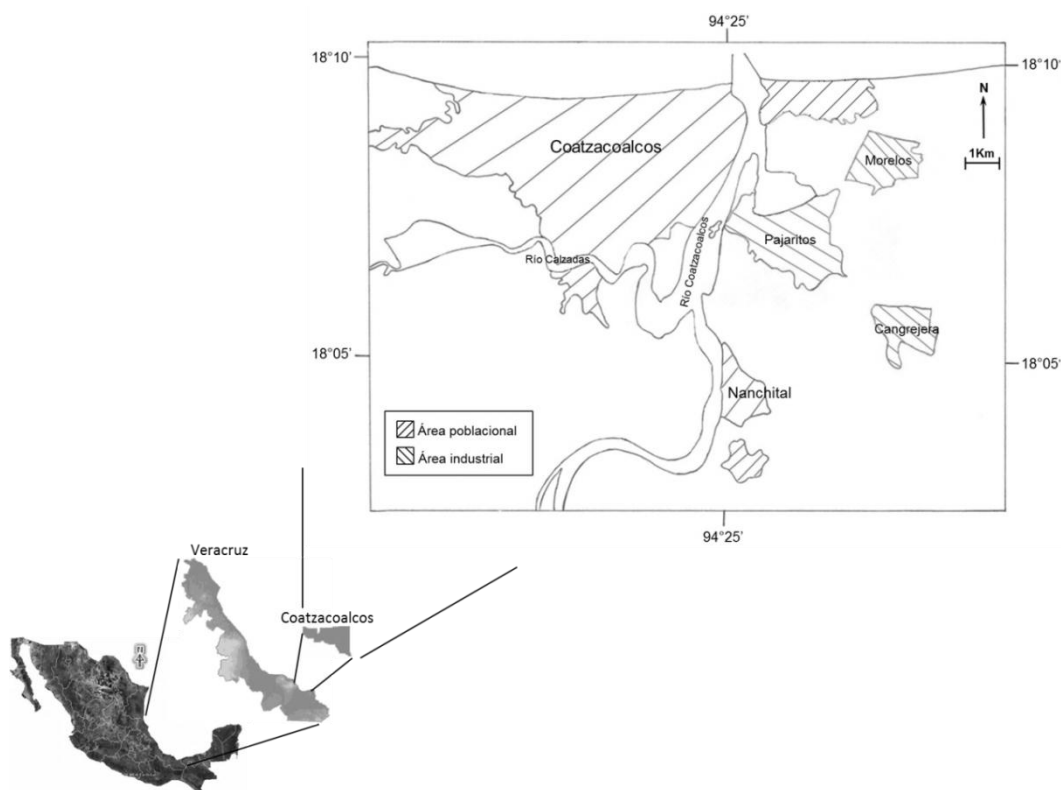 94°25'
18°10'
18°10'
N
1Km
Coatzacoalcos
Morelos
Pajaritos
Río Calzadas
Río Coatzacoalcos
Cangrejera
18°05'
18°05'
Nanchital
Área poblacional
Área industrial
94°25'
Veracruz
Coatzacoalcos
N